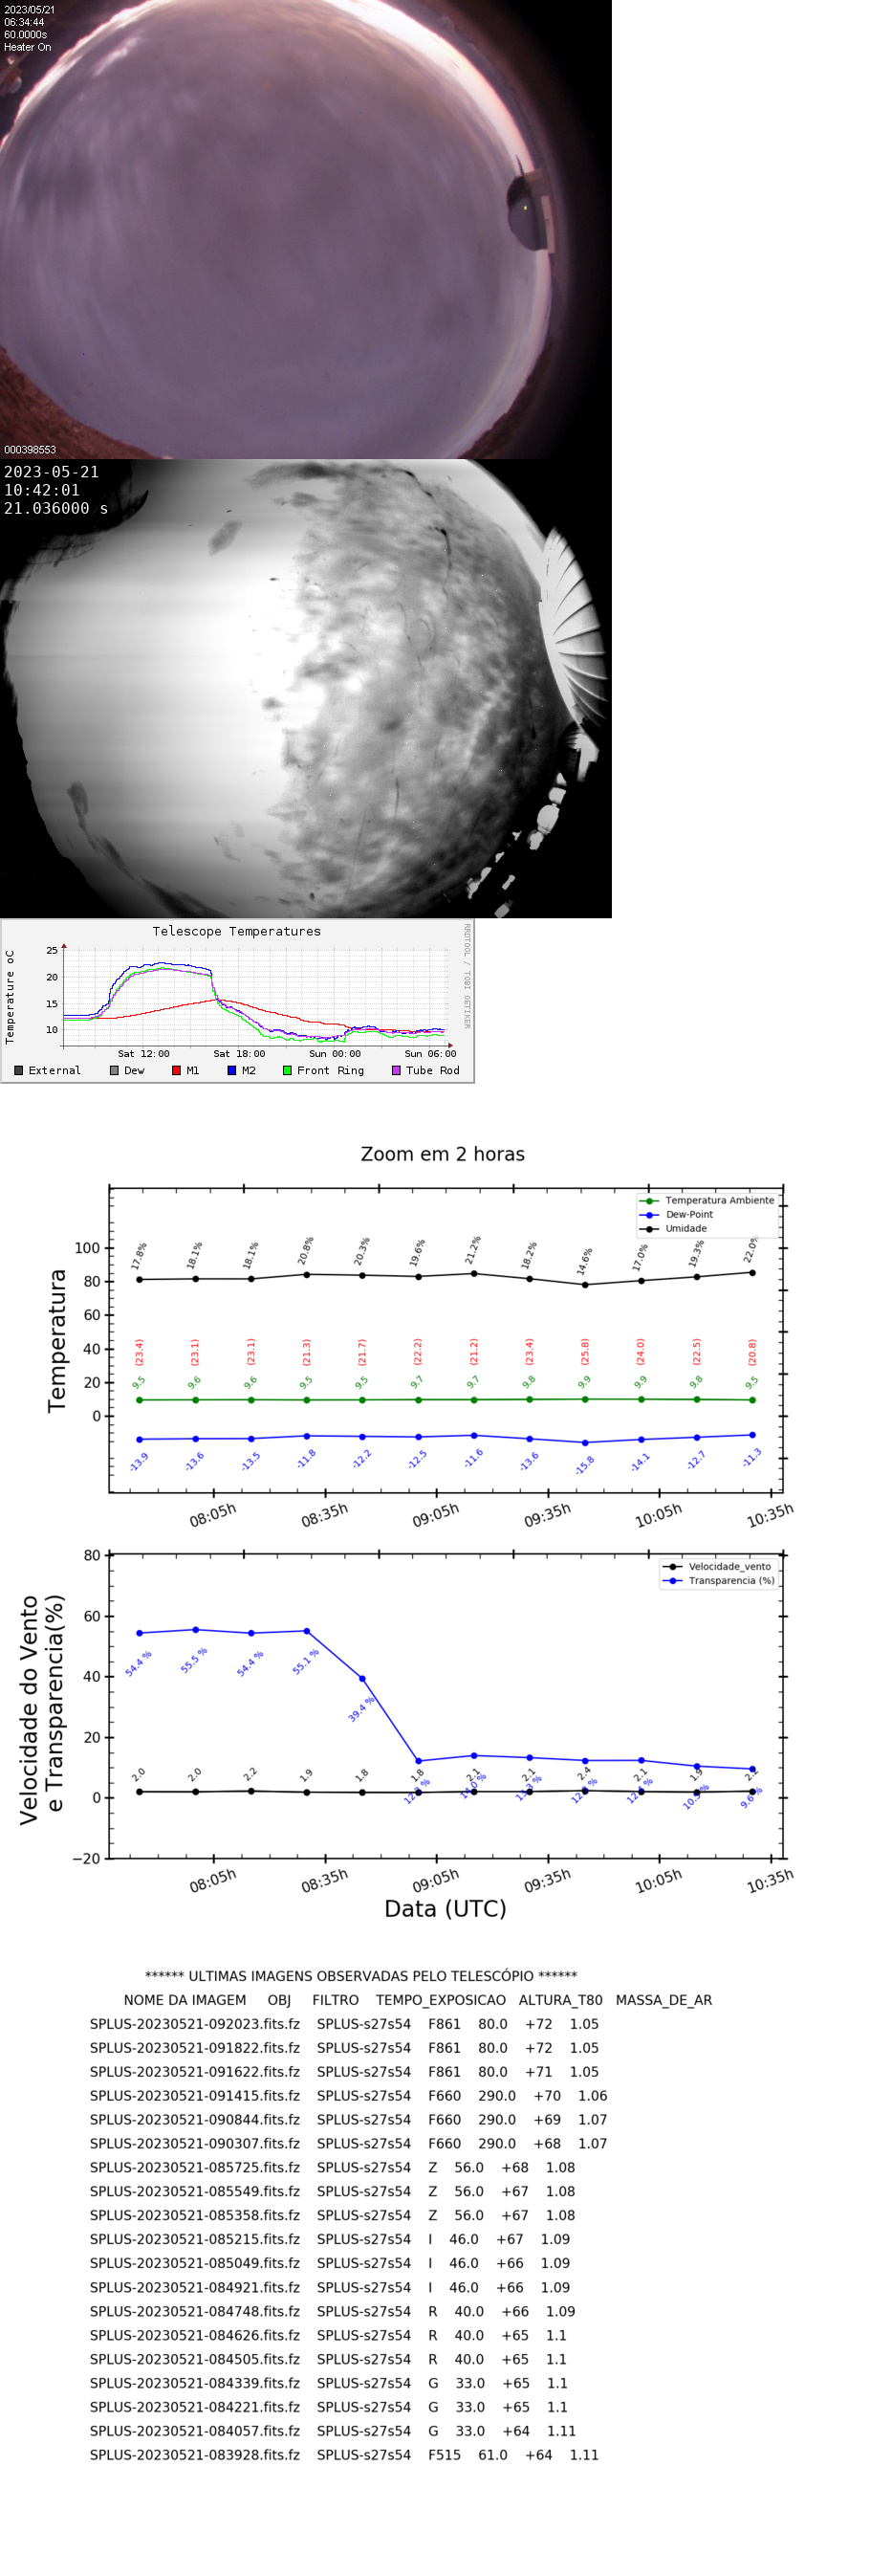 2023/05/21
06:34:44
60.0000s
Heater On
000398553
2023-05-21
10:42:01
21.036000 s
Telescope Temperatures
RRDTOOL / TOBI OETIKER
Temperature oC
25
20
15
10
Sat 12:00 Sat 18:00 Sun 00:00 Sun 06:00
External Dew M1 M2 Front Ring Tube Rod
Zoom em 2 horas
Temperatura Ambiente
Dew-Point
Umidade
Temperatura
100
80
60
40
20
0
17.8% 18.1% 18.1% 20.8% 20.3% 19.6% 21.2% 18.2% 14.6% 17.0% 19.3% 22.0%
(23.4) (23.1) (23.1) (21.3) (21.7) (22.2) (21.2) (23.4) (25.8) (24.0) (22.5) (20.8)
9.5 9.6 9.6 9.5 9.5 9.7 9.7 9.8 9.9 9.9 9.8 9.5
-13.9 -13.6 -13.5 -11.8 -12.2 -12.5 -11.6 -13.6 -15.8 -14.1 -12.7 -11.3
08:05h 08:35h 09:05h 09:35h 10:05h 10:35h
Velocidade_vento
Transparencia (%)
Velocidade do Vento
e Transparencia(%)
80
60
40
20
0
−20
54.4 % 55.5 % 54.4 % 55.1 % 39.4 % 9.6 %
2.0 2.0 2.2 1.9 1.8 1.8 2.1 2.1 2.4 2.1 1.9 2.2
08:05h 08:35h 09:05h 09:35h 10:05h 10:35h
Data (UTC)
****** ULTIMAS IMAGENS OBSERVADAS PELO TELESCÓPIO ******
NOME DA IMAGEM OBJ FILTRO TEMPO_EXPOSICAO ALTURA_T80 MASSA_DE_AR
SPLUS-20230521-092023.fits.fz SPLUS-s27s54 F861 80.0 +72 1.05
SPLUS-20230521-091822.fits.fz SPLUS-s27s54 F861 80.0 +72 1.05
SPLUS-20230521-091622.fits.fz SPLUS-s27s54 F861 80.0 +71 1.05
SPLUS-20230521-091415.fits.fz SPLUS-s27s54 F660 290.0 +70 1.06
SPLUS-20230521-090844.fits.fz SPLUS-s27s54 F660 290.0 +69 1.07
SPLUS-20230521-090307.fits.fz SPLUS-s27s54 F660 290.0 +68 1.07
SPLUS-20230521-085725.fits.fz SPLUS-s27s54 Z 56.0 +68 1.08
SPLUS-20230521-085549.fits.fz SPLUS-s27s54 Z 56.0 +67 1.08
SPLUS-20230521-085358.fits.fz SPLUS-s27s54 Z 56.0 +67 1.08
SPLUS-20230521-085215.fits.fz SPLUS-s27s54 I 46.0 +67 1.09
SPLUS-20230521-085049.fits.fz SPLUS-s27s54 I 46.0 +66 1.09
SPLUS-20230521-084921.fits.fz SPLUS-s27s54 I 46.0 +66 1.09
SPLUS-20230521-084748.fits.fz SPLUS-s27s54 R 40.0 +66 1.09
SPLUS-20230521-084626.fits.fz SPLUS-s27s54 R 40.0 +65 1.1
SPLUS-20230521-084505.fits.fz SPLUS-s27s54 R 40.0 +65 1.1
SPLUS-20230521-084339.fits.fz SPLUS-s27s54 G 33.0 +65 1.1
SPLUS-20230521-084221.fits.fz SPLUS-s27s54 G 33.0 +65 1.1
SPLUS-20230521-084057.fits.fz SPLUS-s27s54 G 33.0 +64 1.11
SPLUS-20230521-083928.fits.fz SPLUS-s27s54 F515 61.0 +64 1.11